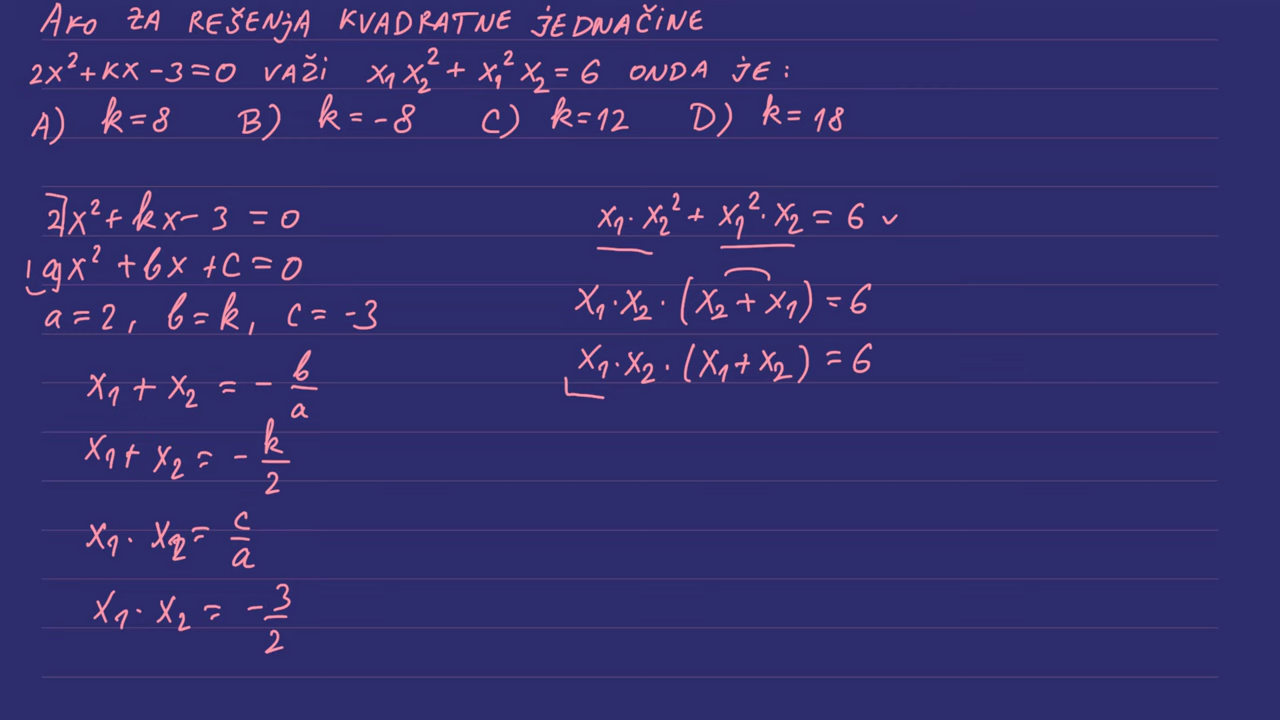 AKO ZA REŠENJA KVADRATNE JEDNAČINE
2x²+kx-3=0 VAŽI x₁x₂²+x₁²x₂=6 ONDA JE:
A) k=8 B) k=-8 C) k=12 D) k=18
2x²+kx-3=0
ax²+bx+c=0
a=2, b=k, c=-3
x₁+x₂=-b/a
x₁+x₂=-k/2
x₁·x₂=c/a
x₁·x₂=-3/2
x₁·x₂²+x₁²·x₂=6
x₁·x₂·(x₂+x₁)=6
x₁·x₂·(x₁+x₂)=6